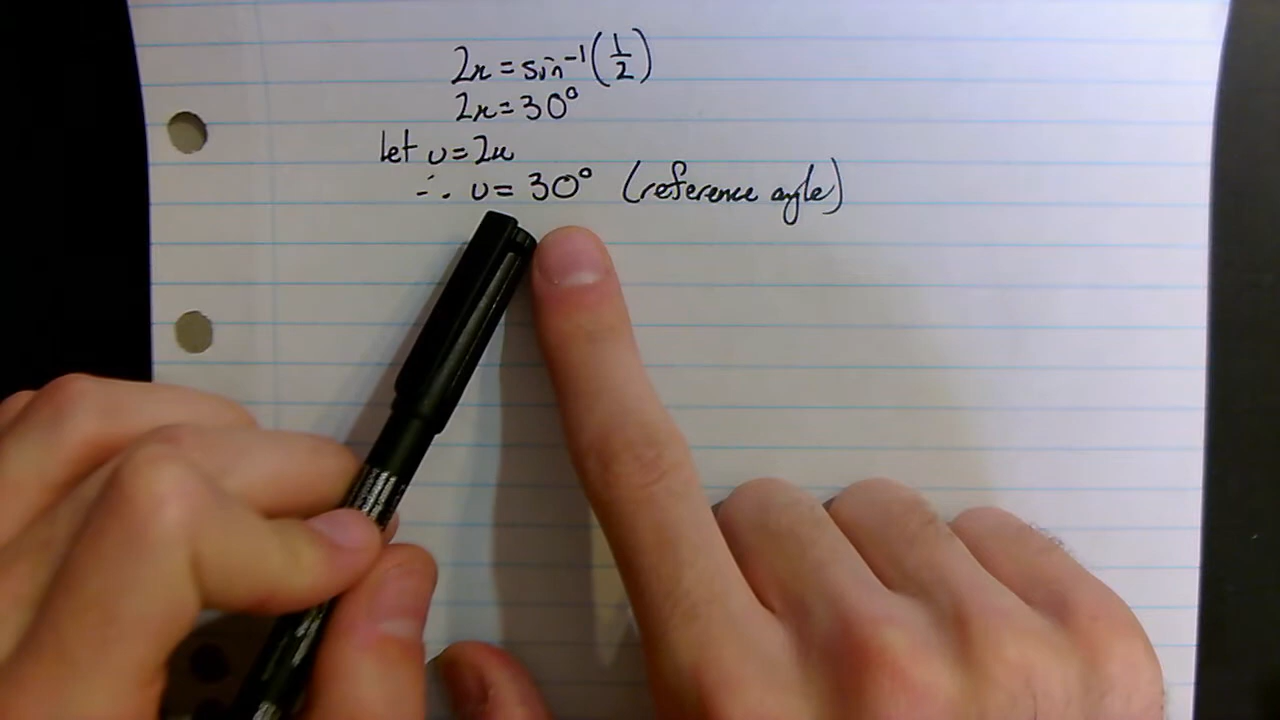 2x = sin⁻¹(1/2)
2x = 30°
let u = 2x
∴ u = 30° (reference angle)